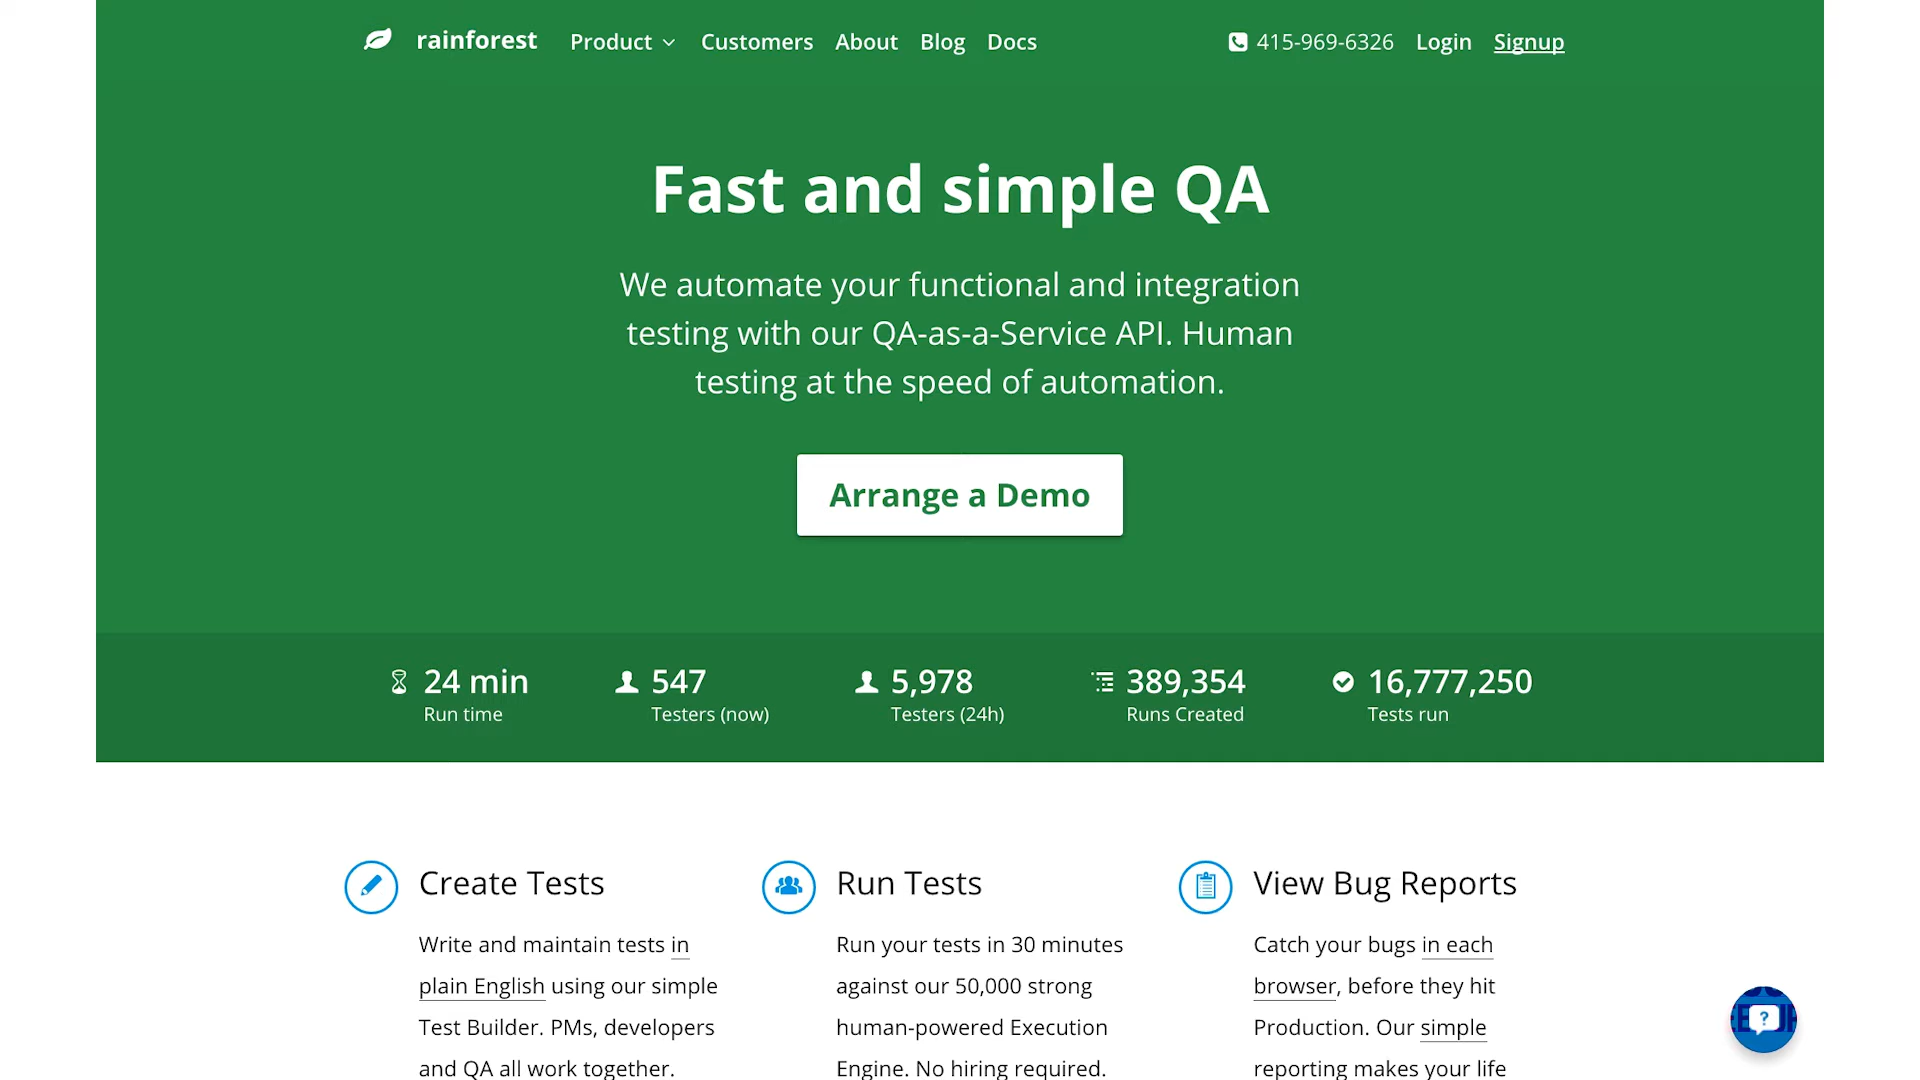 rainforest Product Customers About Blog Docs 415-969-6326 Login Signup
Fast and simple QA
We automate your functional and integration
testing with our QA-as-a-Service API. Human
testing at the speed of automation.
Arrange a Demo
24 min 547 5,978 389,354 16,777,250
Run time Testers (now) Testers (24h) Runs Created Tests run
Create Tests
Write and maintain tests in
plain English using our simple
Test Builder. PMs, developers
and QA all work together.
Run Tests
Run your tests in 30 minutes
against our 50,000 strong
human-powered Execution
Engine. No hiring required.
View Bug Reports
Catch your bugs in each
browser, before they hit
Production. Our simple
reporting makes your life
?